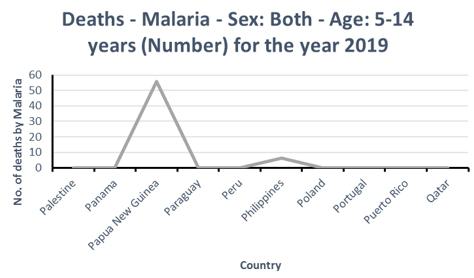 Deaths - Malaria - Sex: Both - Age: 5-14
years (Number) for the year 2019
No. of deaths by Malaria
60
50
40
30
20
10
0
Palestine
Panama
Papua New Guinea
Paraguay
Peru
Philippines
Poland
Portugal
Puerto Rico
Qatar
Country